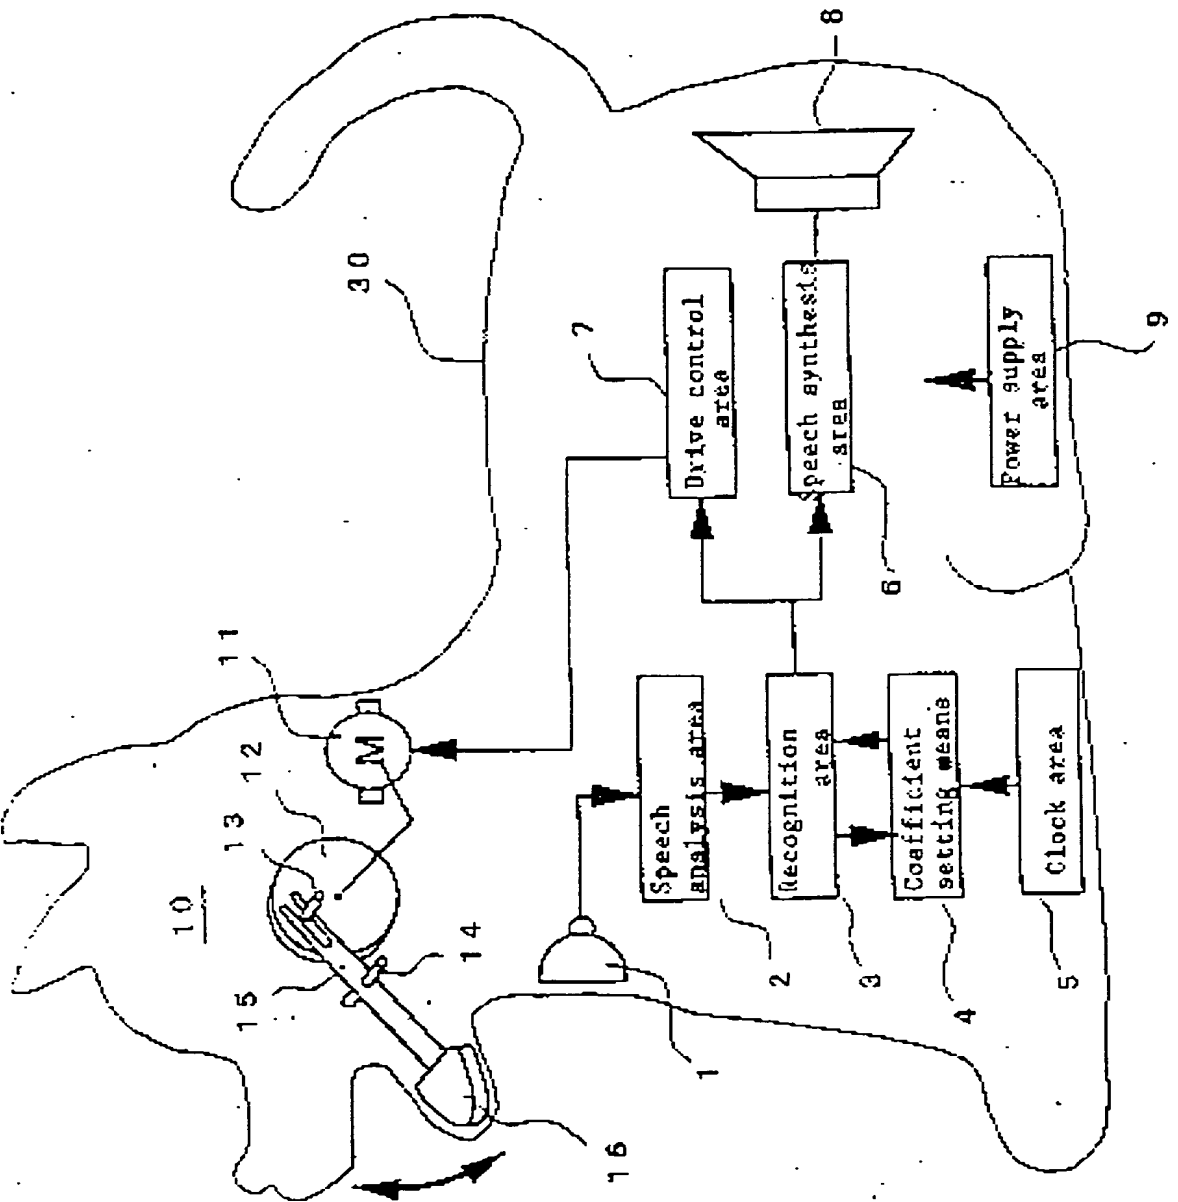 10
11
15
13
12
30
M
14
7
16
Speech
analysis area
Drive control
area
1
2
Recognition
area
Speech synthesis
area
8
3
6
Coafficient
setting means
4
Power supply
area
Clock area
5
9